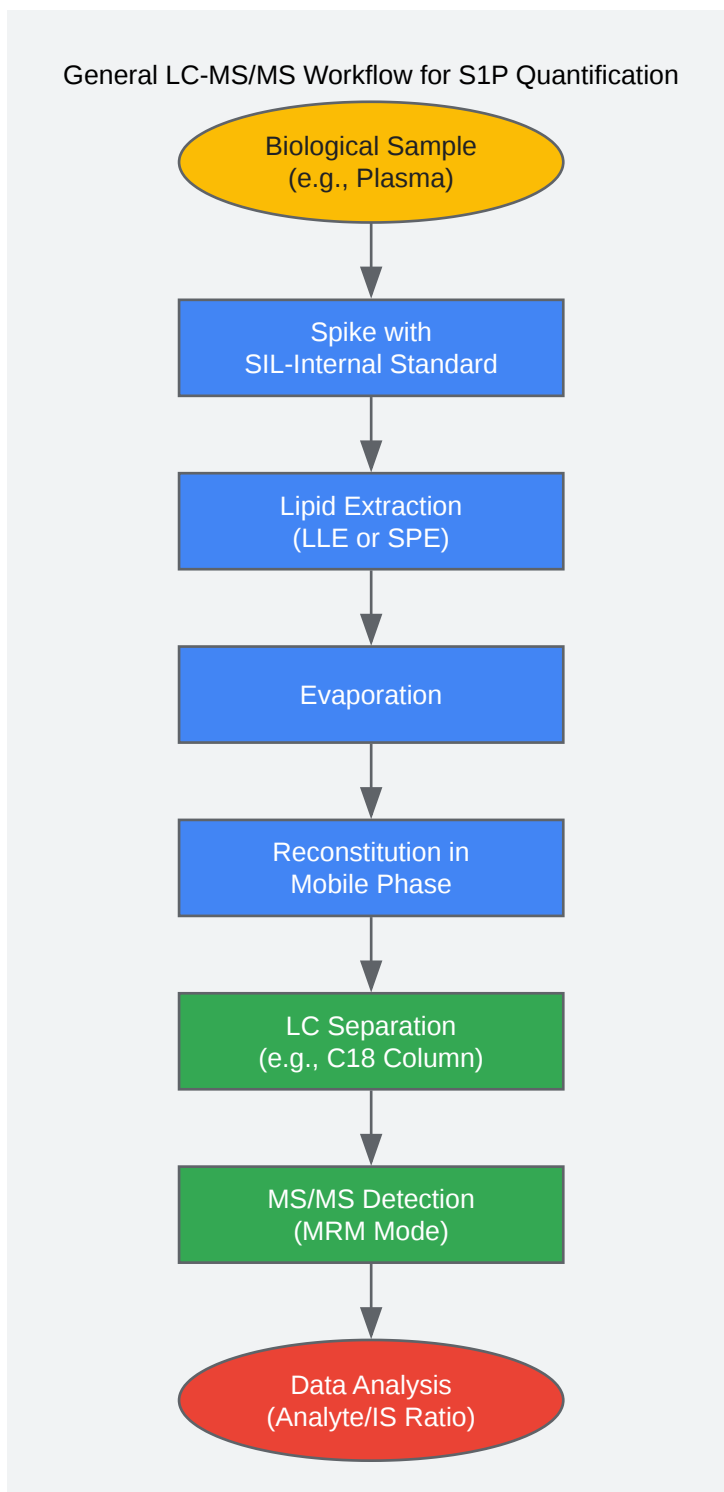 General LC-MS/MS Workflow for S1P Quantification
Biological Sample
(e.g., Plasma)
Spike with
SIL-Internal Standard
Lipid Extraction
(LLE or SPE)
Evaporation
Reconstitution in
Mobile Phase
LC Separation
(e.g., C18 Column)
MS/MS Detection
(MRM Mode)
Data Analysis
(Analyte/IS Ratio)